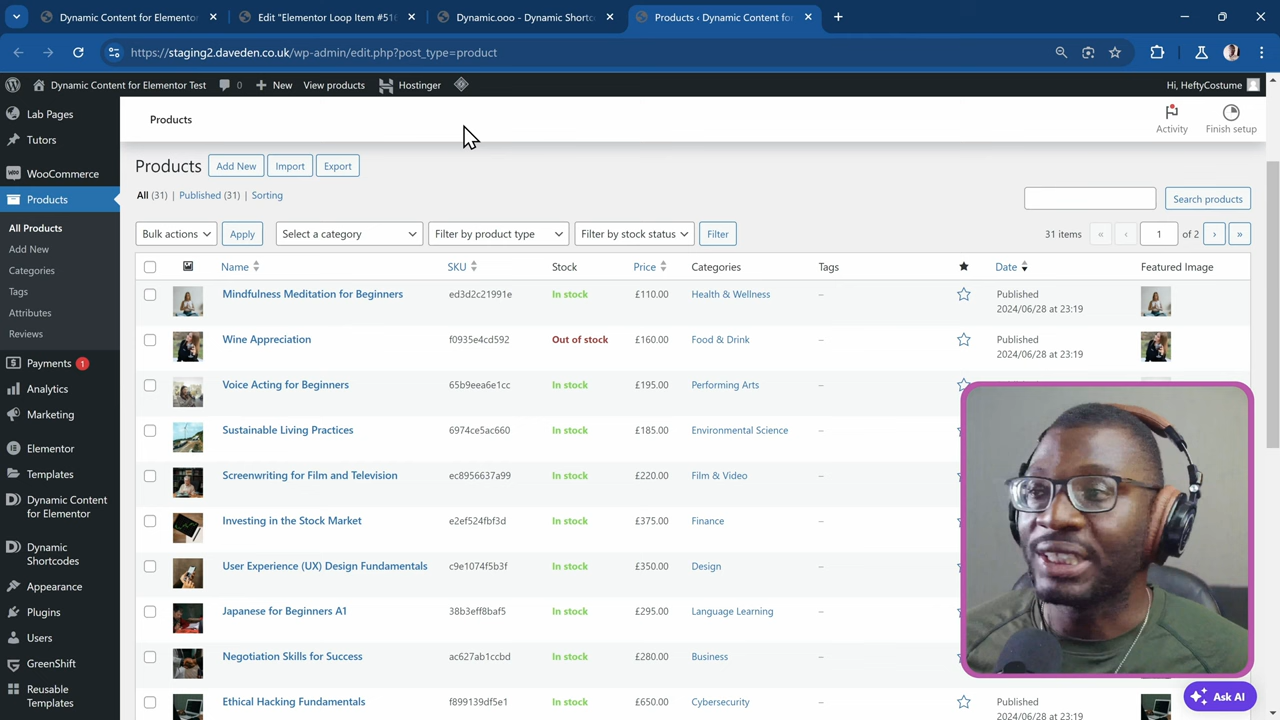 Dynamic Content for Elementor
Edit "Elementor Loop Item #516
Dynamic.ooo - Dynamic Shortc
Products ‹ Dynamic Content for
https://staging2.daveden.co.uk/wp-admin/edit.php?post_type=product
Dynamic Content for Elementor Test
0
New
View products
Hostinger
Hi, HeftyCostume
Lab Pages
Tutors
WooCommerce
Products
All Products
Add New
Categories
Tags
Attributes
Reviews
Payments 1
Analytics
Marketing
Elementor
Templates
Dynamic Content
for Elementor
Dynamic
Shortcodes
Appearance
Plugins
Users
GreenShift
Reusable
Templates
Products
Activity
Finish setup
Products Add New Import Export
All (31) | Published (31) | Sorting
Search products
Bulk actions Apply Select a category Filter by product type Filter by stock status Filter
31 items « ‹ 1 of 2 › »
Name SKU Stock Price Categories Tags ★ Date Featured Image
Mindfulness Meditation for Beginners ed3d2c21991e In stock £110.00 Health & Wellness – Published
2024/06/28 at 23:19
Wine Appreciation f0935e4cd592 Out of stock £160.00 Food & Drink – Published
2024/06/28 at 23:19
Voice Acting for Beginners 65b9eea6e1cc In stock £195.00 Performing Arts –
Sustainable Living Practices 6974ce5ac660 In stock £185.00 Environmental Science –
Screenwriting for Film and Television ec8956637a99 In stock £220.00 Film & Video –
Investing in the Stock Market e2ef524fbf3d In stock £375.00 Finance –
User Experience (UX) Design Fundamentals c9e1074f5b3f In stock £350.00 Design –
Japanese for Beginners A1 38b3eff8baf5 In stock £295.00 Language Learning –
Negotiation Skills for Success ac627ab1ccbd In stock £280.00 Business –
Ethical Hacking Fundamentals f899139df5e1 In stock £650.00 Cybersecurity –
Ask AI